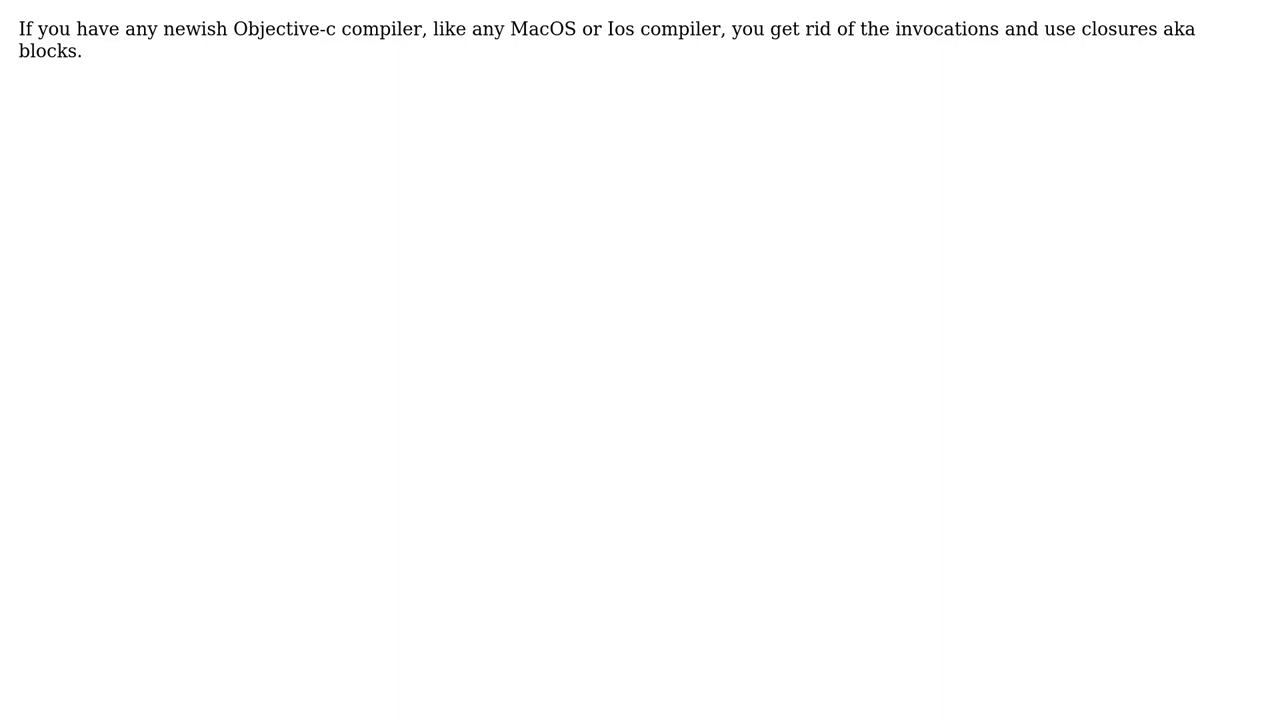 If you have any newish Objective-c compiler, like any MacOS or Ios compiler, you get rid of the invocations and use closures aka
blocks.